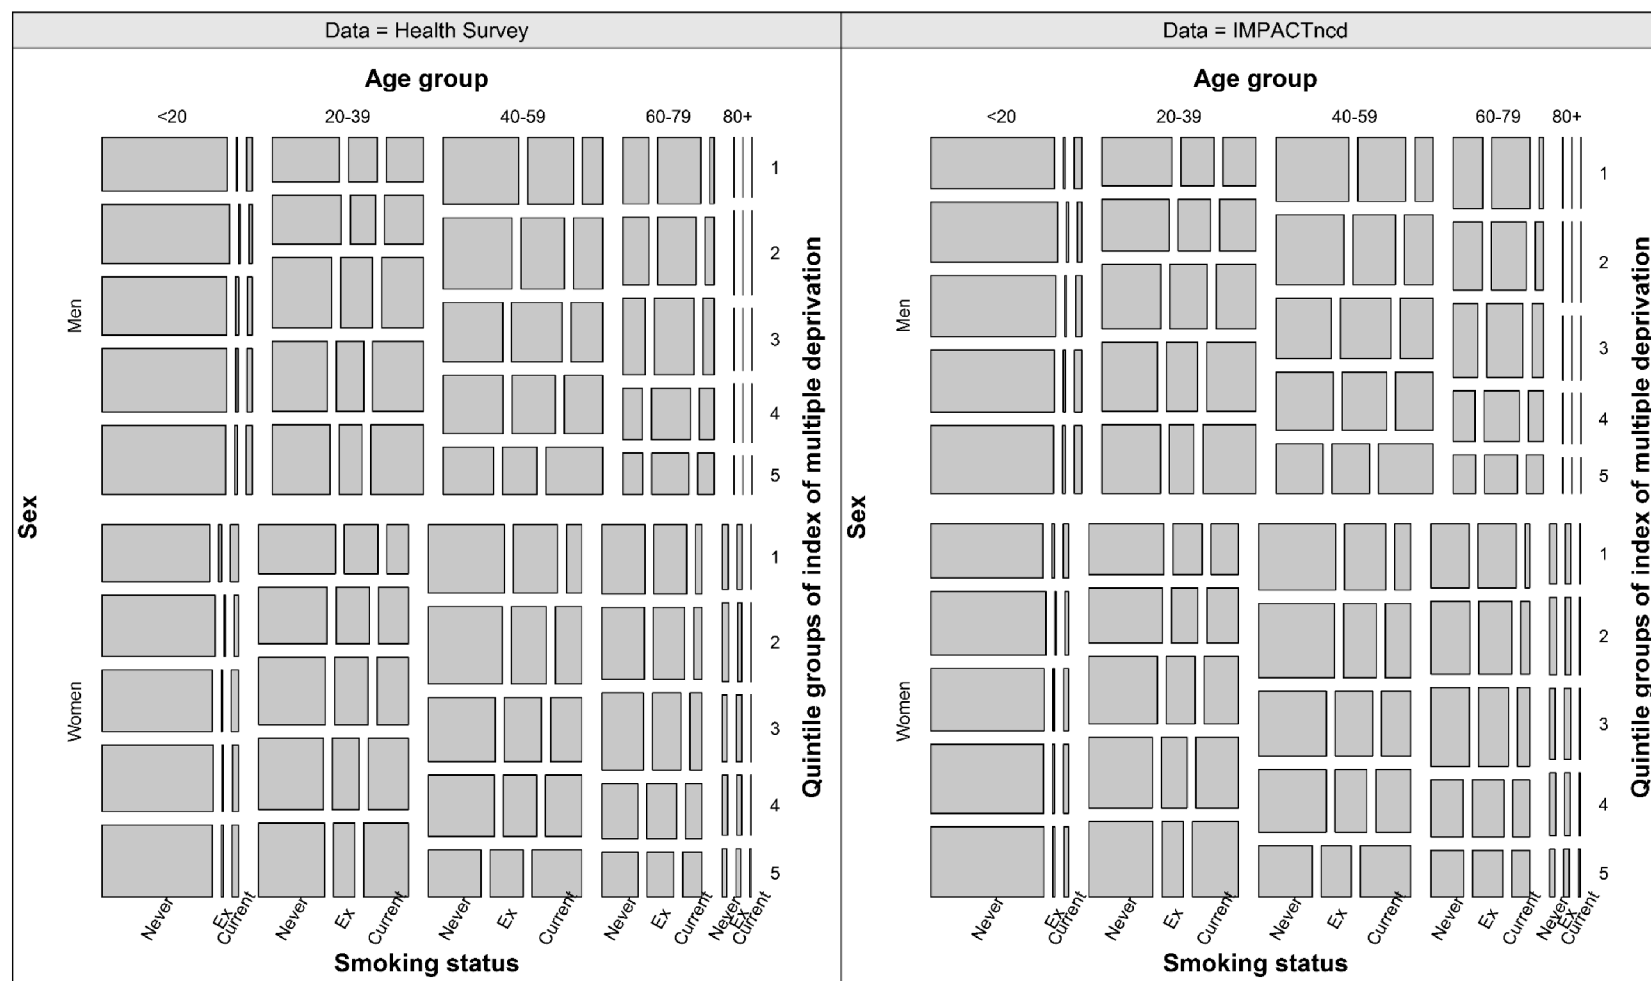 Data = Health Survey
Age group
<20 20-39 40-59 60-79 80+
Sex
Men
Women
1
2
3
4
5
1
2
3
4
5
Quintile groups of index of multiple deprivation
Never Ex Current Never Ex Current Never Ex Current Never Ex Current Never Ex Current
Smoking status
Data = IMPACTncd
Age group
<20 20-39 40-59 60-79 80+
Sex
Men
Women
1
2
3
4
5
1
2
3
4
5
Quintile groups of index of multiple deprivation
Never Ex Current Never Ex Current Never Ex Current Never Ex Current Never Ex Current
Smoking status